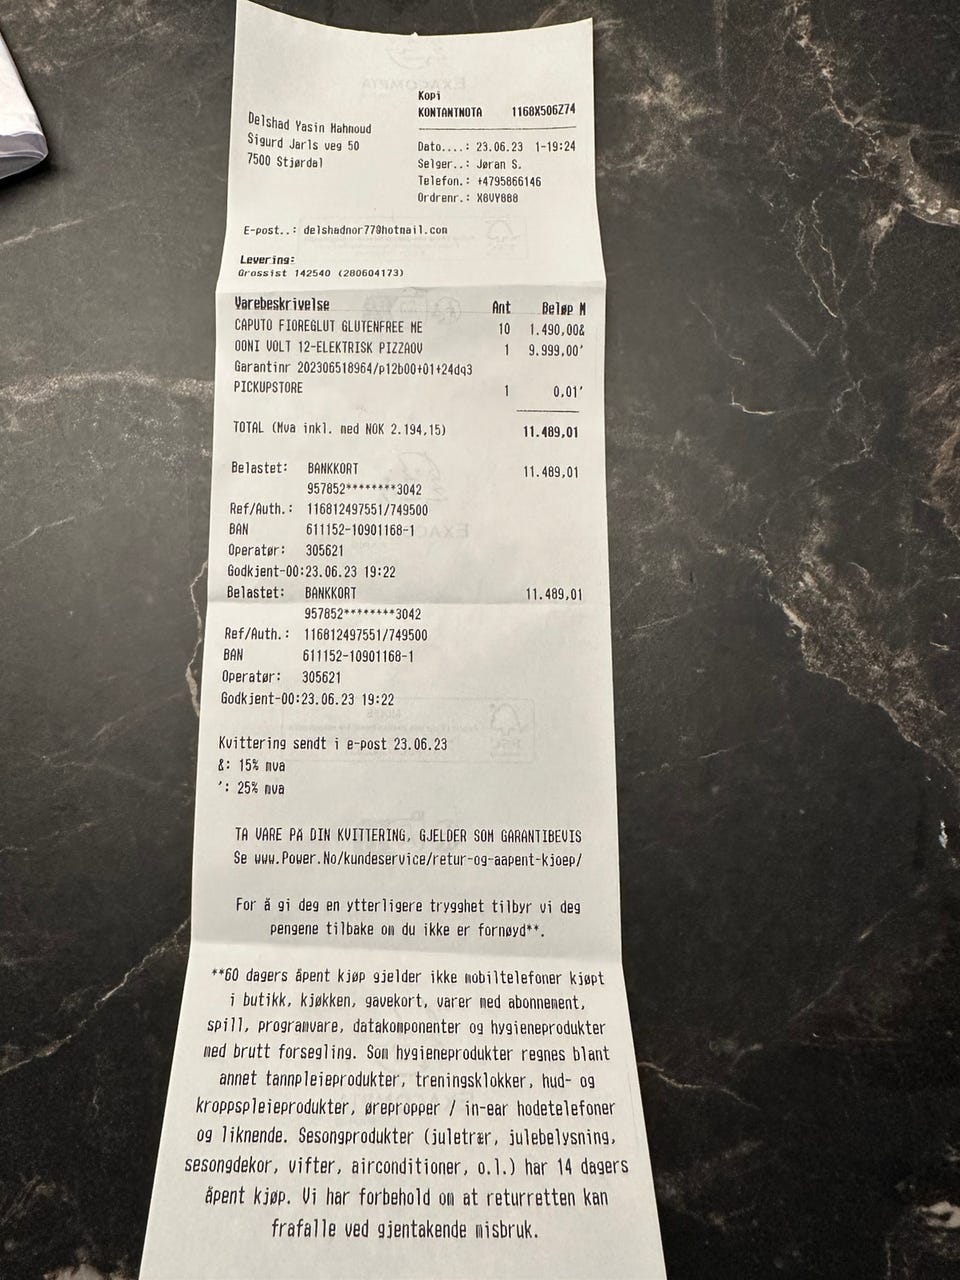 Kopi
KONTANTNOTA 1168X506Z74
Delshad Yasin Mahmoud
Sigurd Jarls veg 50
7500 Stjørdal
Dato....: 23.06.23 1-19:24
Selger..: Jøran S.
Telefon.: +4795866146
Ordrenr.: X8VY888
E-post..: delshadnor77@hotmail.com
Levering:
Grossist 142540 (280604173)
Varebeskrivelse Ant Beløp M
CAPUTO FIOREGLUT GLUTENFREE ME 10 1.490,00&
OONI VOLT 12-ELEKTRISK PIZZAOV 1 9.999,00'
Garantinr 202306518964/p12b00+01+24dq3
PICKUPSTORE 1 0,01'
TOTAL (Mva inkl. med NOK 2.194,15) 11.489,01
Belastet: BANKKORT 11.489,01
957852********3042
Ref/Auth.: 116812497551/749500
BAN 611152-10901168-1
Operatør: 305621
Godkjent-00:23.06.23 19:22
Belastet: BANKKORT 11.489,01
957852********3042
Ref/Auth.: 116812497551/749500
BAN 611152-10901168-1
Operatør: 305621
Godkjent-00:23.06.23 19:22
Kvittering sendt i e-post 23.06.23
&: 15% mva
': 25% mva
TA VARE PÅ DIN KVITTERING, GJELDER SOM GARANTIBEVIS
Se www.Power.No/kundeservice/retur-og-aapent-kjoep/
For å gi deg en ytterligere trygghet tilbyr vi deg
pengene tilbake om du ikke er fornøyd**.
**60 dagers åpent kjøp gjelder ikke mobiltelefoner kjøpt
i butikk, kjøkken, gavekort, varer med abonnement,
spill, programvare, datakomponenter og hygieneprodukter
med brutt forsegling. Som hygieneprodukter regnes blant
annet tannpleieprodukter, treningsklokker, hud- og
kroppspleieprodukter, ørepropper / in-ear hodetelefoner
og liknende. Sesongprodukter (juletrær, julebelysning,
sesongdekor, vifter, airconditioner, o.l.) har 14 dagers
åpent kjøp. Vi har forbehold om at returretten kan
frafalle ved gjentakende misbruk.